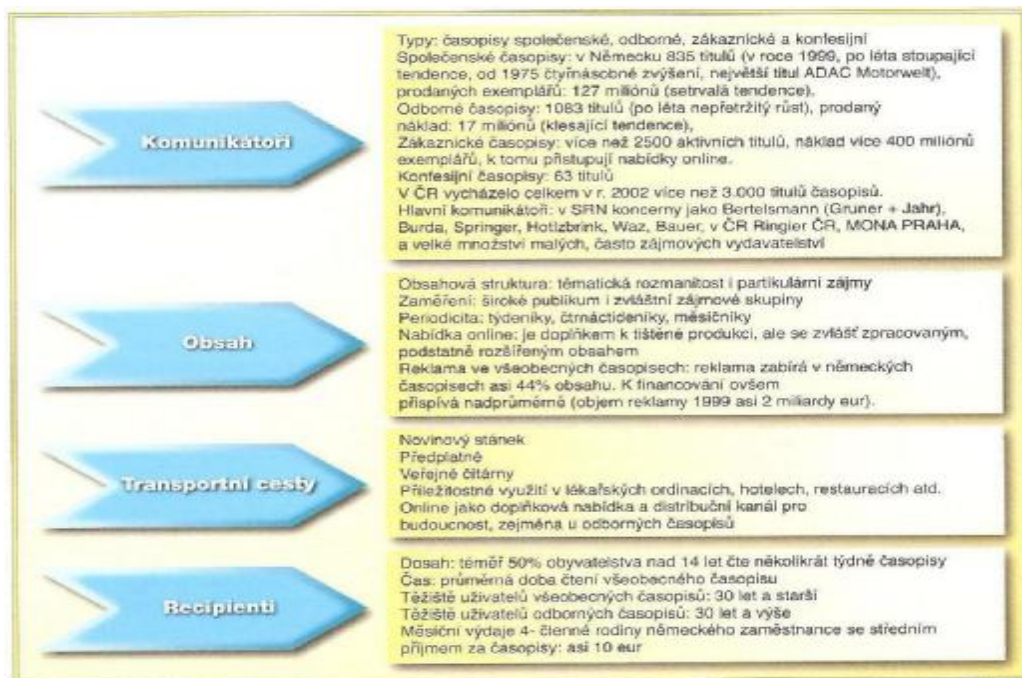 Komunikátoři
Typy: časopisy společenské, odborné, zákaznické a konfesijní
Společenské časopisy: v Německu 835 titulů (v roce 1999, po léta stoupající
tendence, od 1975 čtyřnásobné zvýšení, největší titul ADAC Motorwelt),
prodaných exemplářů: 127 miliónů (setrvalá tendence),
Odborné časopisy: 1083 titulů (po léta nepřetržitý růst), prodaný
náklad: 17 miliónů (klesající tendence),
Zákaznické časopisy: více než 2500 aktivních titulů, náklad více 400 miliónů
exemplářů, k tomu přistupují nabídky online.
Konfesijní časopisy: 63 titulů
V ČR vycházelo celkem v r. 2002 více než 3.000 titulů časopisů.
Hlavní komunikátoři: v SRN koncerny jako Bertelsmann (Gruner + Jahr),
Burda, Springer, Hotlzbrink, Waz, Bauer, v ČR Ringier ČR, MONA PRAHA,
a velké množství malých, často zájmových vydavatelství
Obsah
Obsahová struktura: tématická rozmanitost i partikulární zájmy
Zaměření: široké publikum i zvláštní zájmové skupiny
Periodicita: týdeníky, čtrnáctideníky, měsíčníky
Nabídka online: je doplňkem k tištěné produkci, ale se zvlášť zpracovaným,
podstatně rozšířeným obsahem
Reklama ve všeobecných časopisech: reklama zabírá v německých
časopisech asi 44% obsahu. K financování ovšem
přispívá nadprůměrně (objem reklamy 1999 asi 2 miliardy eur).
Transportní cesty
Novinový stánek
Předplatné
Veřejné čítárny
Příležitostné využití v lékařských ordinacích, hotelech, restauracích atd.
Online jako doplňková nabídka a distribuční kanál pro
budoucnost, zejména u odborných časopisů
Recipienti
Dosah: téměř 50% obyvatelstva nad 14 let čte několikrát týdně časopisy
Čas: průměrná doba čtení všeobecného časopisu
Těžiště uživatelů všeobecných časopisů: 30 let a starší
Těžiště uživatelů odborných časopisů: 30 let a výše
Měsíční výdaje 4- členné rodiny německého zaměstnance se středním
příjmem za časopisy: asi 10 eur